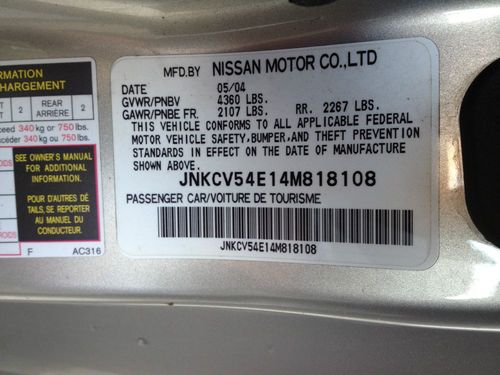 RMATION
CHARGEMENT
T 2 REAR ARRIERE 2
ceed 340 kg or 750 lbs.
céder 340 kg ou 750 lbs.
SEE OWNER'S MANUAL
FOR ADDITIONAL
INFORMATION.
POUR D'AUTRES DE
TAILS, SE REPORTER
AU MANUEL DU
CONDUCTEUR.
F AC316
MFD.BY NISSAN MOTOR CO.,LTD
DATE 05/04
GVWR/PNBV 4360 LBS.
GAWR/PNBE FR. 2107 LBS. RR. 2267 LBS.
THIS VEHICLE CONFORMS TO ALL APPLICABLE FEDERAL
MOTOR VEHICLE SAFETY,BUMPER,AND THEFT PREVENTION
STANDARDS IN EFFECT ON THE DATE OF MANUFACTURE
SHOWN ABOVE.
JNKCV54E14M818108
PASSENGER CAR/VOITURE DE TOURISME
JNKCV54E14M818108